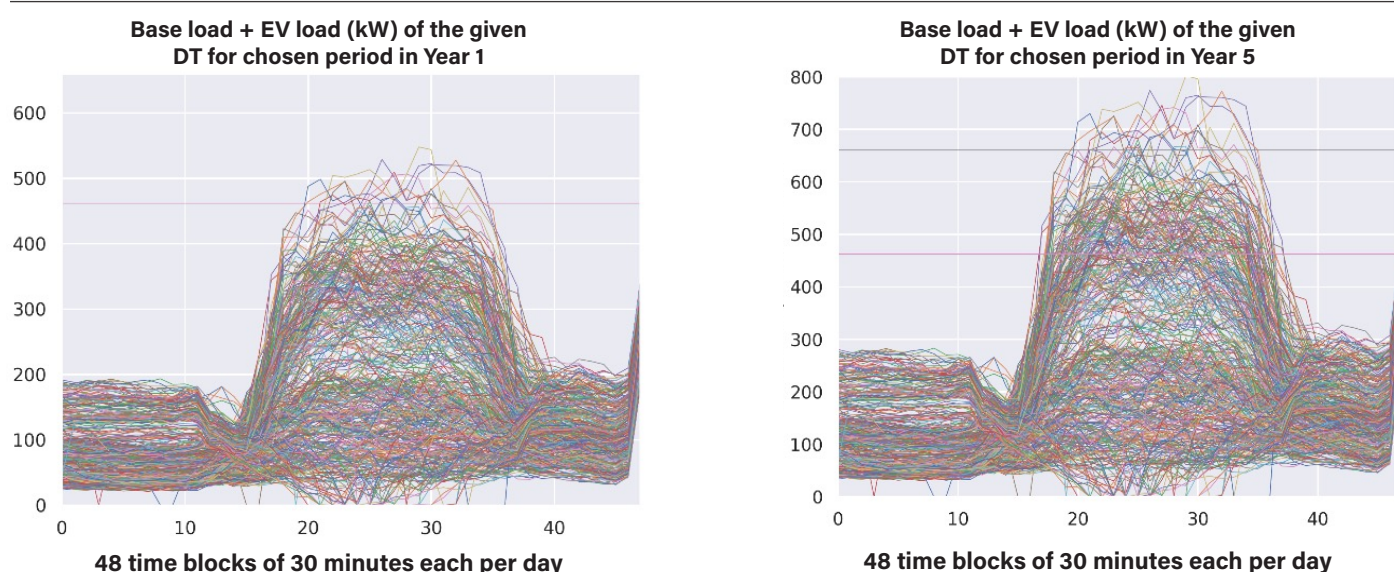 Base load + EV load (kW) of the given
DT for chosen period in Year 1
600
500
400
300
200
100
0
0 10 20 30 40
48 time blocks of 30 minutes each per day
Base load + EV load (kW) of the given
DT for chosen period in Year 5
800
700
600
500
400
300
200
100
0
0 10 20 30 40
48 time blocks of 30 minutes each per day